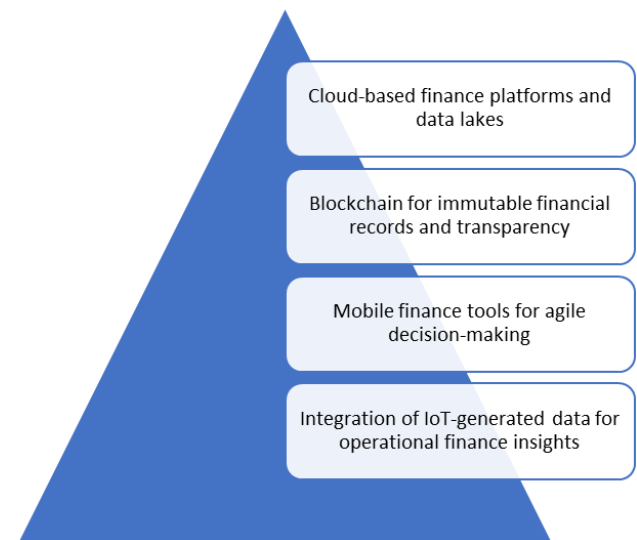 Cloud-based finance platforms and
data lakes
Blockchain for immutable financial
records and transparency
Mobile finance tools for agile
decision-making
Integration of IoT-generated data for
operational finance insights